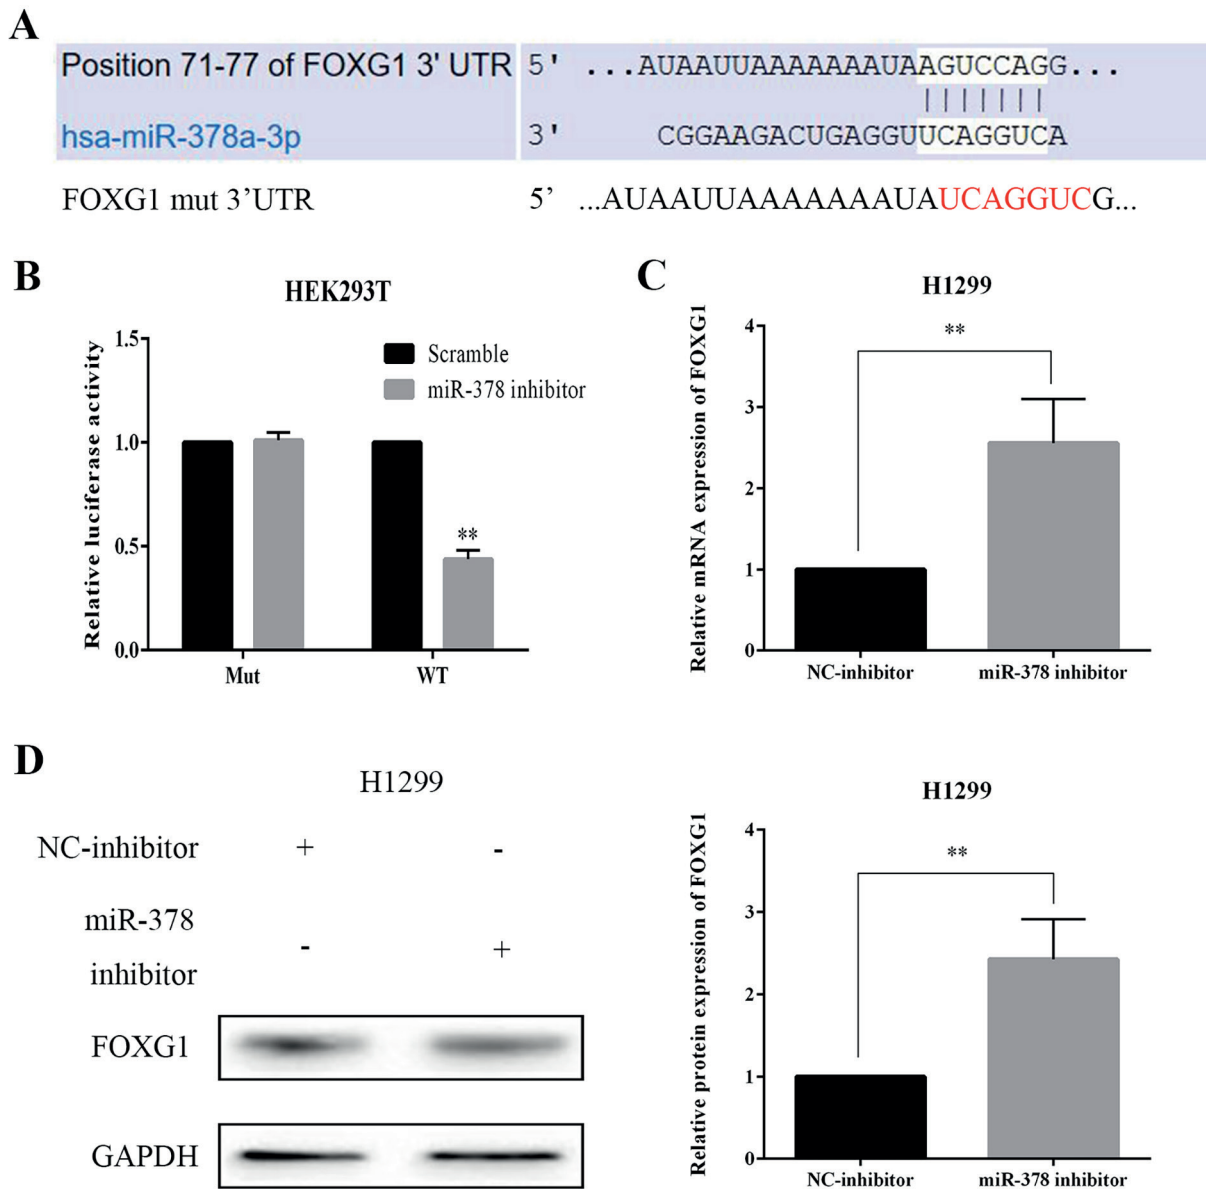 A
Position 71-77 of FOXG1 3' UTR 5' ...AUAAUUAAAAAAAUAAGUCCAGG...
hsa-miR-378a-3p 3' CGGAAGACUGAGGUUCAGGUCA
FOXG1 mut 3’UTR 5’ ...AUAAUUAAAAAAAUAUCAGGUCG...
B
HEK293T
Relative luciferase activity
1.5
1.0
0.5
0.0
Scramble
miR-378 inhibitor
**
Mut WT
C
H1299
Relative mRNA expression of FOXG1
4
3
2
1
0
**
NC-inhibitor miR-378 inhibitor
D
H1299
NC-inhibitor + -
miR-378
inhibitor - +
FOXG1
GAPDH
H1299
Relative protein expression of FOXG1
4
3
2
1
0
**
NC-inhibitor miR-378 inhibitor